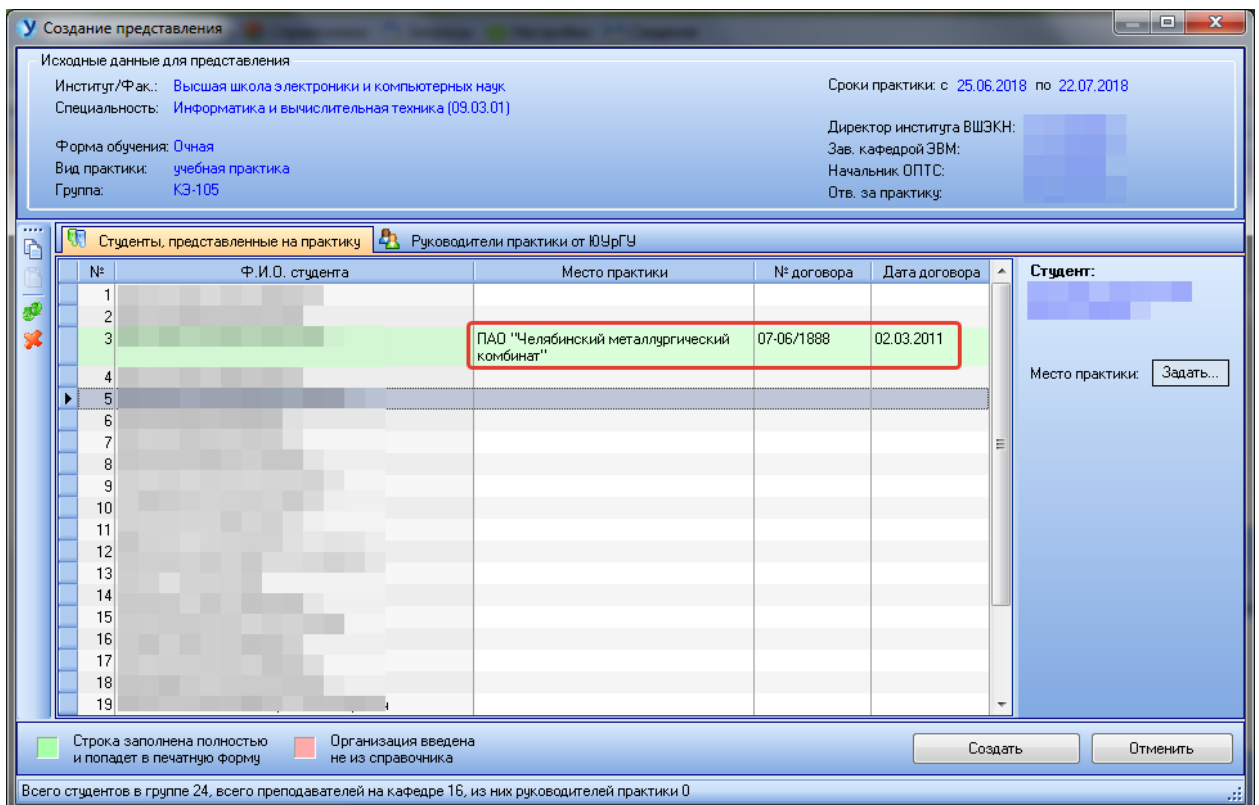 Создание представления
Исходные данные для представления
Институт/Фак.: Высшая школа электроники и компьютерных наук
Сроки практики: с 25.06.2018 по 22.07.2018
Специальность: Информатика и вычислительная техника (09.03.01)
Директор института ВШЭКН:
Форма обучения: Очная
Зав. кафедрой ЭВМ:
Вид практики: учебная практика
Начальник ОПТС:
Группа: КЭ-105
Отв. за практику:
Студенты, представленные на практику Руководители практики от ЮУрГУ
№ Ф.И.О. студента Место практики № договора Дата договора
Студент:
1
2
3 ПАО "Челябинский металлургический комбинат" 07-06/1888 02.03.2011
Место практики: Задать...
4
5
6
7
8
9
10
11
12
13
14
15
16
17
18
19
Строка заполнена полностью
и попадет в печатную форму
Организация введена
не из справочника
Создать Отменить
Всего студентов в группе 24, всего преподавателей на кафедре 16, из них руководителей практики 0